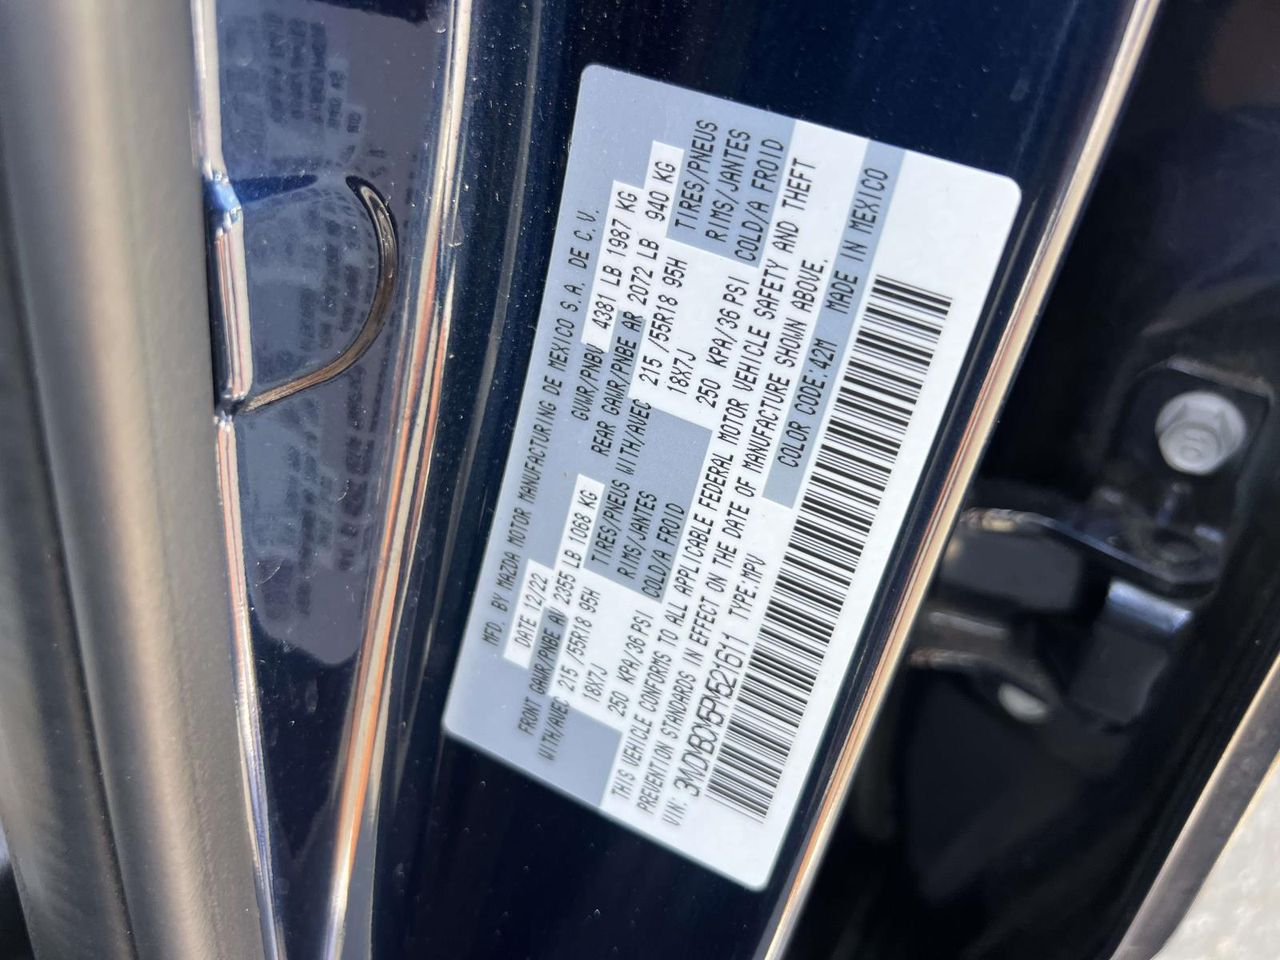 MFD. BY MAZDA MOTOR MANUFACTURING DE MEXICO S.A. DE C.V.
DATE 12/22 GVWR/PNBV 4381 LB 1987 KG
FRONT GAWR/PNBE AV 2355 LB 1068 KG REAR GAWR/PNBE AR 2072 LB 940 KG
WITH/AVEC 215 /55R18 95H TIRES/PNEUS WITH/AVEC 215 /55R18 95H TIRES/PNEUS
18X7J RIMS/JANTES 18X7J RIMS/JANTES
250 KPA/36 PSI COLD/A FROID 250 KPA/36 PSI COLD/A FROID
THIS VEHICLE CONFORMS TO ALL APPLICABLE FEDERAL MOTOR VEHICLE SAFETY AND THEFT
PREVENTION STANDARDS IN EFFECT ON THE DATE OF MANUFACTURE SHOWN ABOVE.
VIN: 3MVDMBCM5PM521611 TYPE:MPV COLOR CODE:42M MADE IN MEXICO